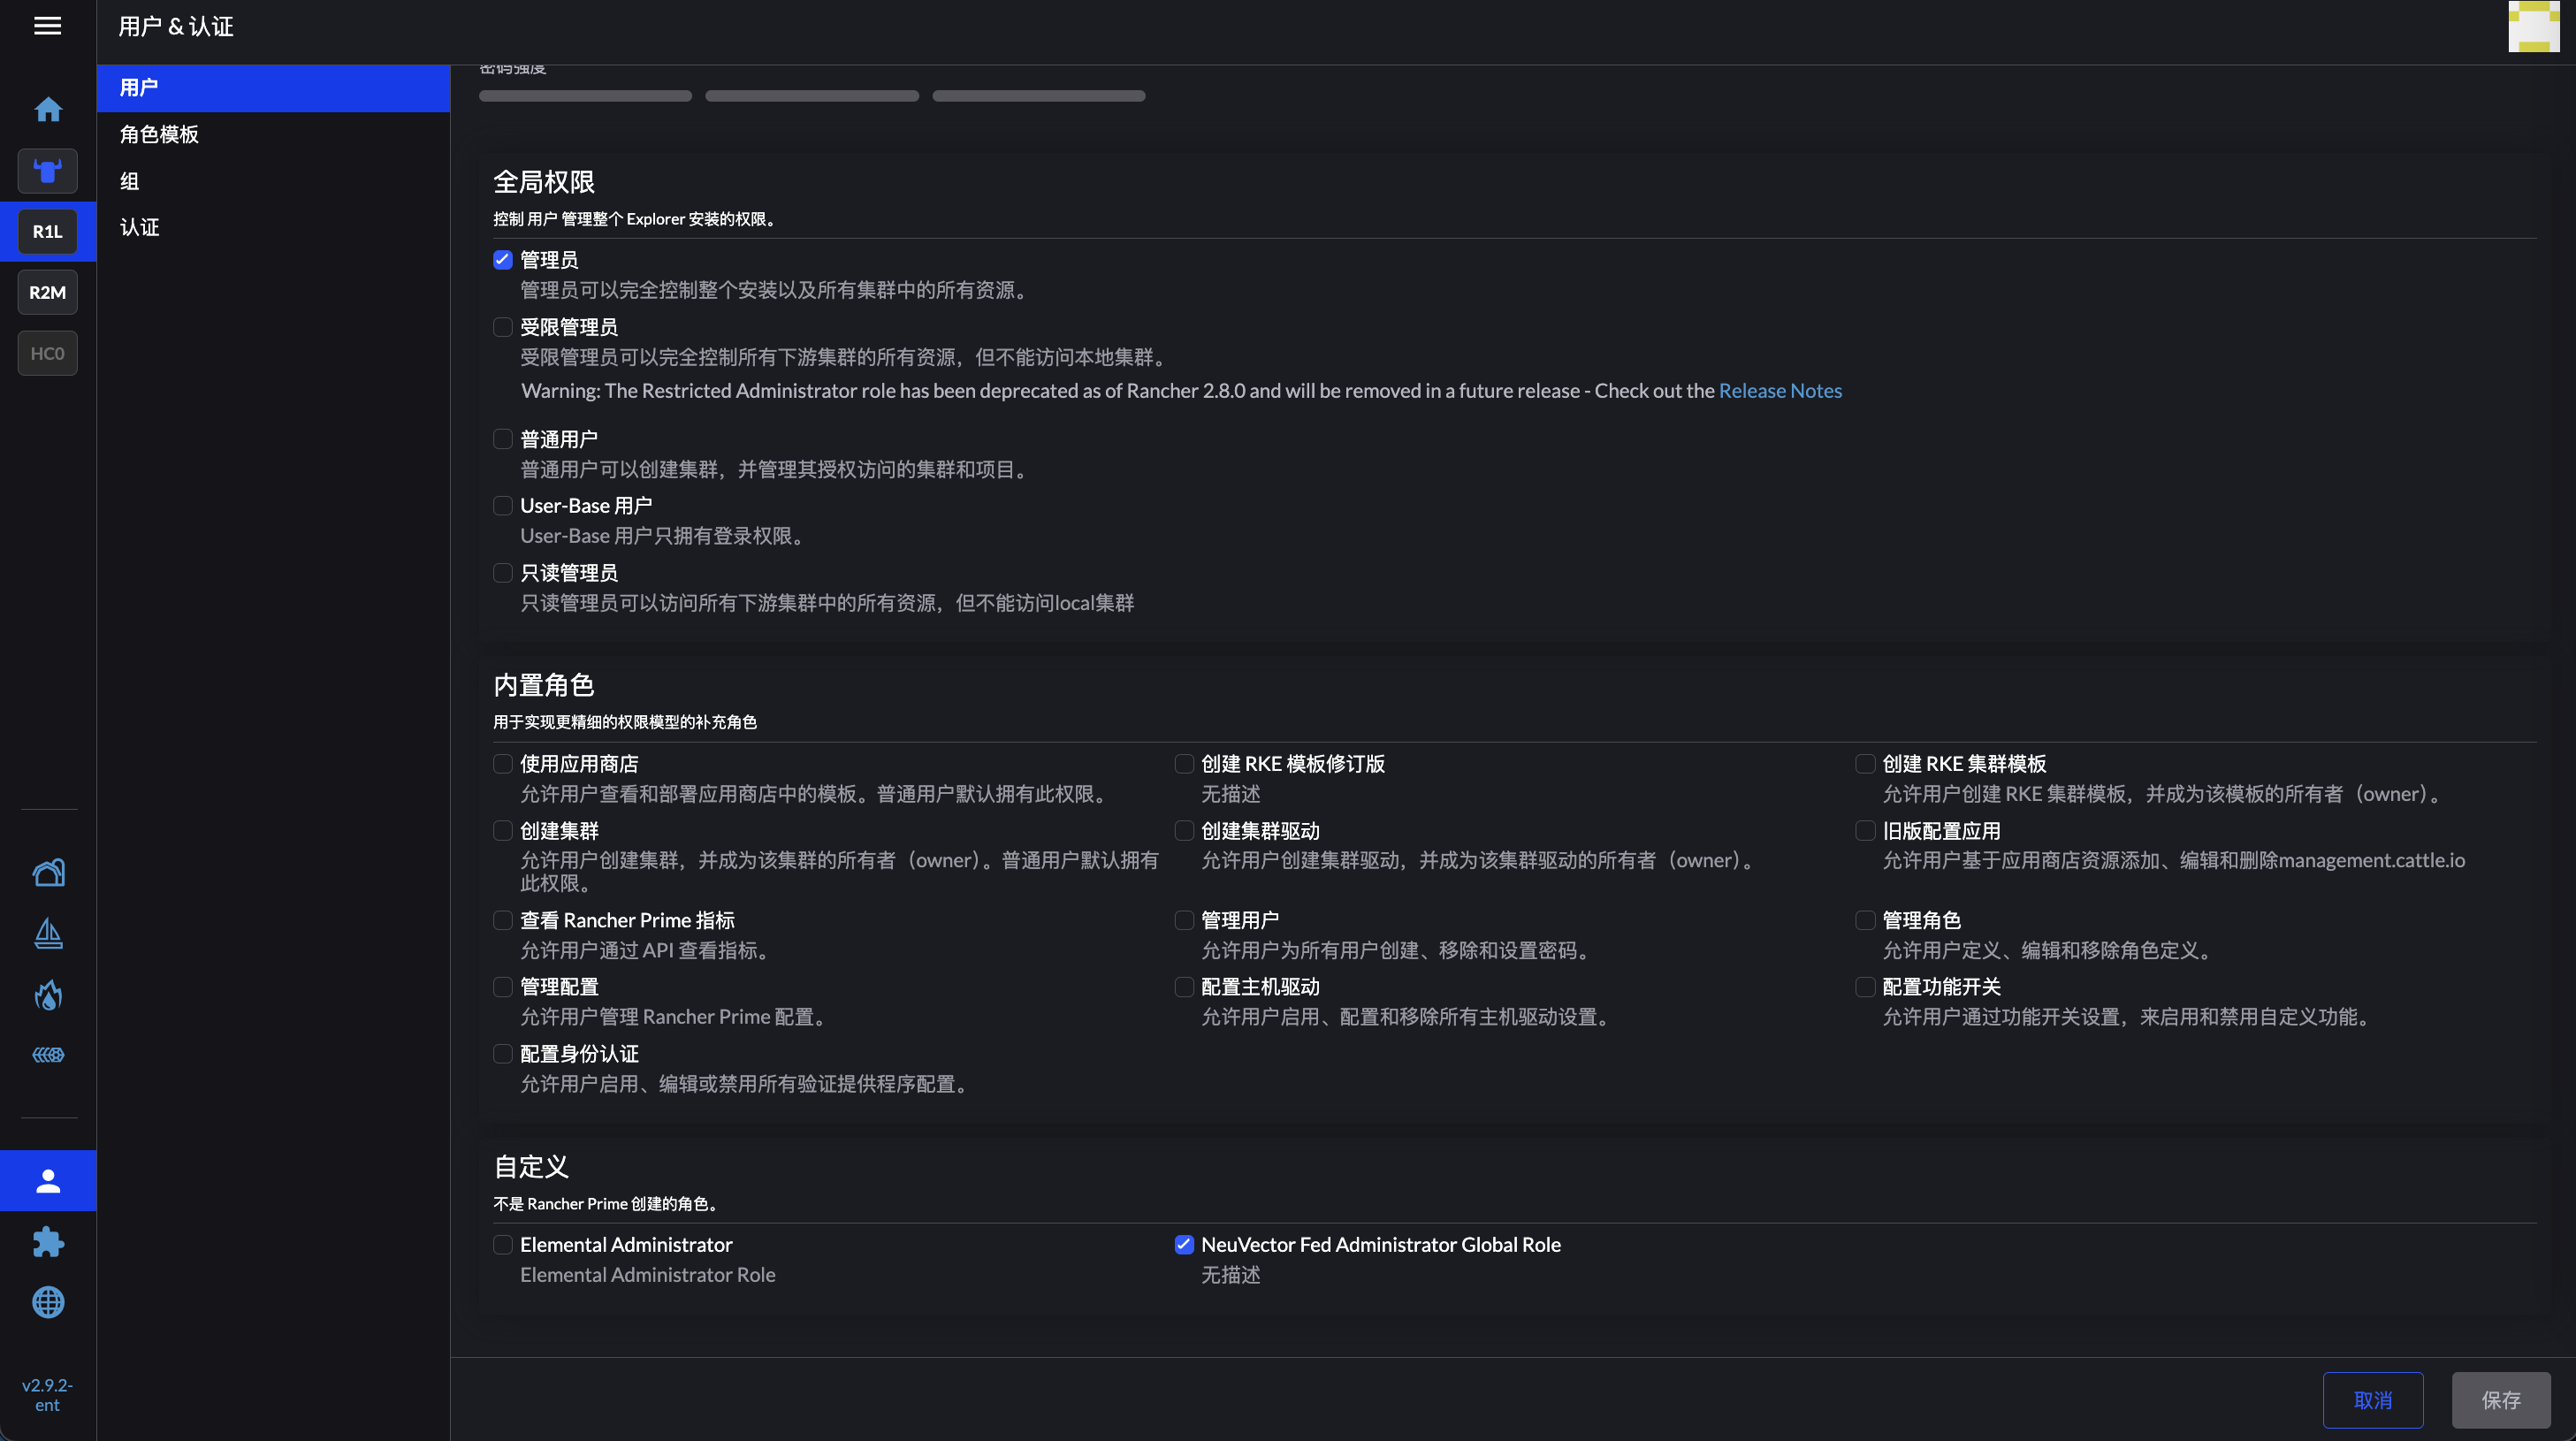 用户 & 认证
R1L
R2M
HC0
v2.9.2-
ent
用户
角色模板
组
认证
密码强度
全局权限
控制 用户 管理整个 Explorer 安装的权限。
管理员
管理员可以完全控制整个安装以及所有集群中的所有资源。
受限管理员
受限管理员可以完全控制所有下游集群的所有资源，但不能访问本地集群。
Warning: The Restricted Administrator role has been deprecated as of Rancher 2.8.0 and will be removed in a future release - Check out the Release Notes
普通用户
普通用户可以创建集群，并管理其授权访问的集群和项目。
User-Base 用户
User-Base 用户只拥有登录权限。
只读管理员
只读管理员可以访问所有下游集群中的所有资源，但不能访问local集群
内置角色
用于实现更精细的权限模型的补充角色
使用应用商店
允许用户查看和部署应用商店中的模板。普通用户默认拥有此权限。
创建 RKE 模板修订版
无描述
创建 RKE 集群模板
允许用户创建 RKE 集群模板，并成为该模板的所有者（owner）。
创建集群
允许用户创建集群，并成为该集群的所有者（owner）。普通用户默认拥有
此权限。
创建集群驱动
允许用户创建集群驱动，并成为该集群驱动的所有者（owner）。
旧版配置应用
允许用户基于应用商店资源添加、编辑和删除management.cattle.io
查看 Rancher Prime 指标
允许用户通过 API 查看指标。
管理用户
允许用户为所有用户创建、移除和设置密码。
管理角色
允许用户定义、编辑和移除角色定义。
管理配置
允许用户管理 Rancher Prime 配置。
配置主机驱动
允许用户启用、配置和移除所有主机驱动设置。
配置功能开关
允许用户通过功能开关设置，来启用和禁用自定义功能。
配置身份认证
允许用户启用、编辑或禁用所有验证提供程序配置。
自定义
不是 Rancher Prime 创建的角色。
Elemental Administrator
Elemental Administrator Role
NeuVector Fed Administrator Global Role
无描述
取消
保存